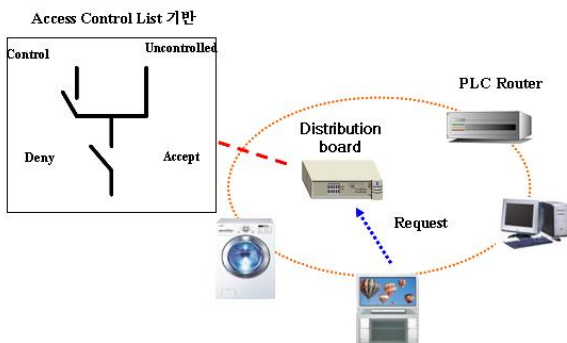 Access Control List 기반
Control
Uncontrolled
Deny
Accept
PLC Router
Distribution
board
Request